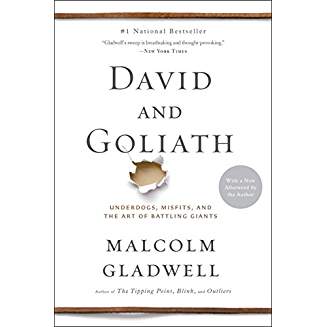 #1 National Bestseller
"Gladwell's sweep is breathtaking and thought provoking."
—NEW YORK TIMES
DAVID
AND
GOLIATH
With a New
Afterword by
the Author
UNDERDOGS, MISFITS, AND
THE ART OF BATTLING GIANTS
MALCOLM
GLADWELL
Author of The Tipping Point, Blink, and Outliers